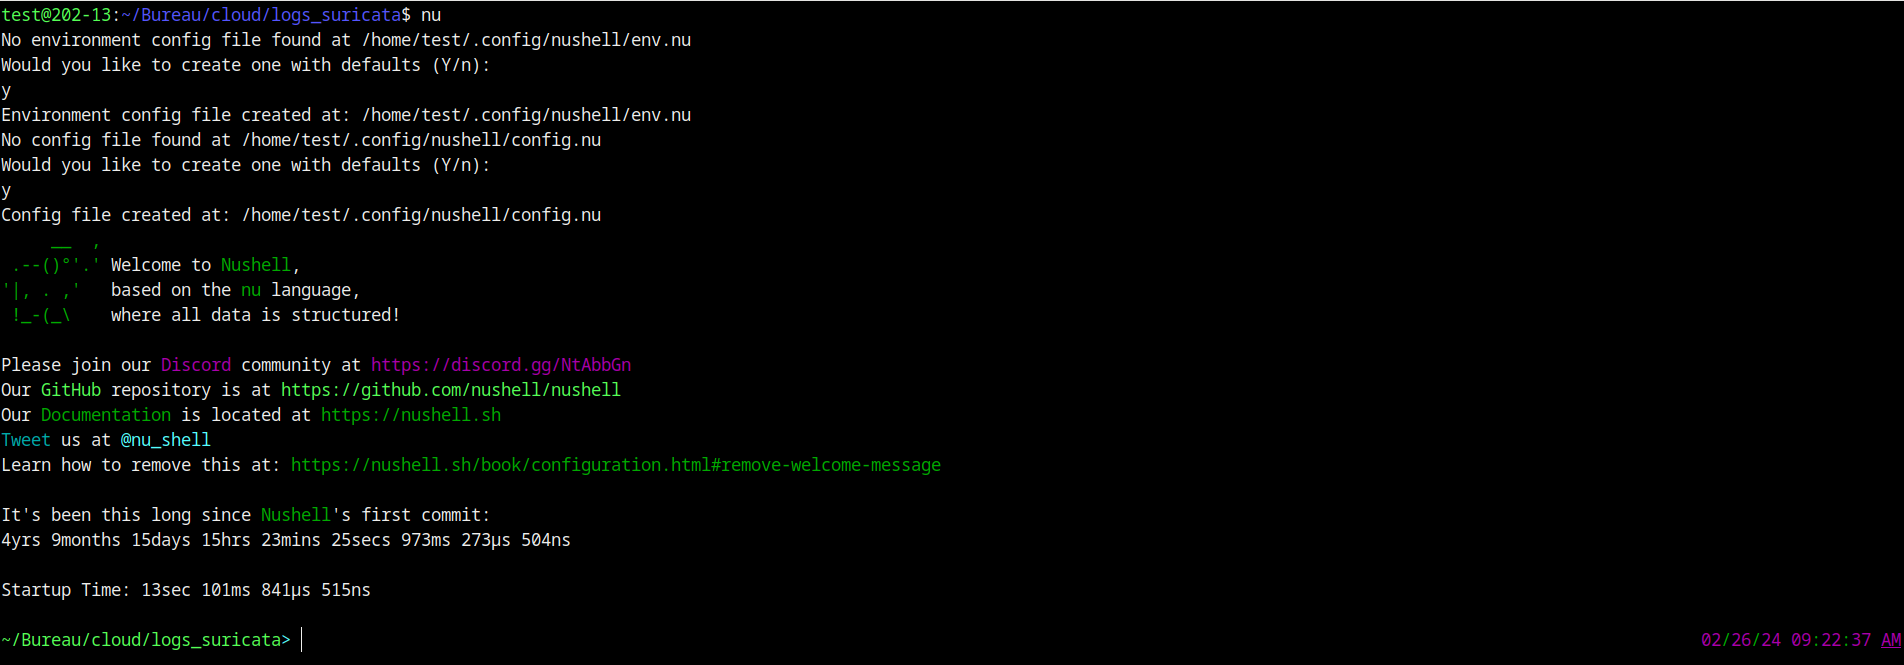 test@202-13:~/Bureau/cloud/logs_suricata$ nu
No environment config file found at /home/test/.config/nushell/env.nu
Would you like to create one with defaults (Y/n):
y
Environment config file created at: /home/test/.config/nushell/env.nu
No config file found at /home/test/.config/nushell/config.nu
Would you like to create one with defaults (Y/n):
y
Config file created at: /home/test/.config/nushell/config.nu
     __  ,
 .--()°'.' Welcome to Nushell,
'|, . ,'   based on the nu language,
 !_-(_\    where all data is structured!

Please join our Discord community at https://discord.gg/NtAbbGn
Our GitHub repository is at https://github.com/nushell/nushell
Our Documentation is located at https://nushell.sh
Tweet us at @nu_shell
Learn how to remove this at: https://nushell.sh/book/configuration.html#remove-welcome-message

It's been this long since Nushell's first commit:
4yrs 9months 15days 15hrs 23mins 25secs 973ms 273µs 504ns

Startup Time: 13sec 101ms 841µs 515ns

~/Bureau/cloud/logs_suricata> 02/26/24 09:22:37 AM